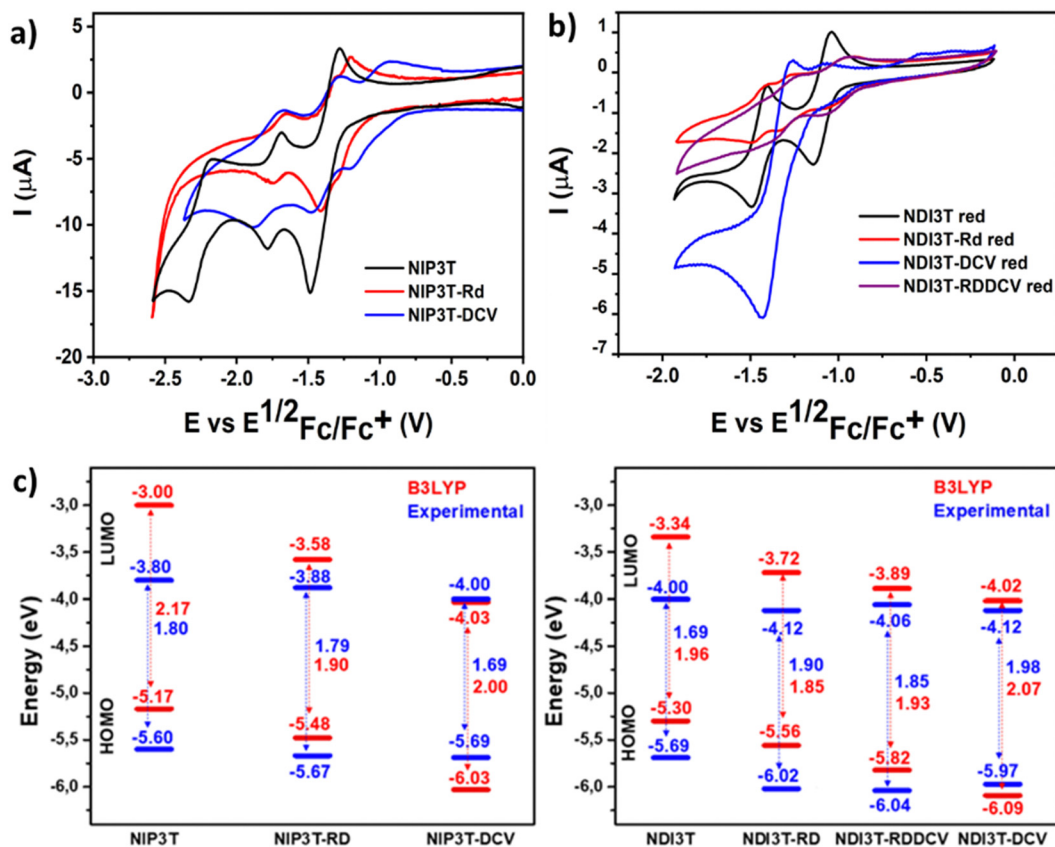 a)
I (µA)
5
0
-5
-10
-15
-20
-3.0 -2.5 -2.0 -1.5 -1.0 -0.5 0.0
NIP3T
NIP3T-Rd
NIP3T-DCV
E vs E1/2Fc/Fc+ (V)
b)
I (µA)
1
0
-1
-2
-3
-4
-5
-6
-7
-2.0 -1.5 -1.0 -0.5 0.0
NDI3T red
NDI3T-Rd red
NDI3T-DCV red
NDI3T-RDDCV red
E vs E1/2Fc/Fc+ (V)
c)
Energy (eV)
-3,0
-3,5
-4,0
-4,5
-5,0
-5,5
-6,0
LUMO
HOMO
B3LYP
Experimental
-3.00
-3.80
2.17
1.80
-5.17
-5.60
-3.58
-3.88
1.79
1.90
-5.48
-5.67
-4.00
-4.03
1.69
2.00
-5.69
-6.03
NIP3T NIP3T-RD NIP3T-DCV
Energy (eV)
-3,0
-3,5
-4,0
-4,5
-5,0
-5,5
-6,0
LUMO
HOMO
B3LYP
Experimental
-3.34
-4.00
1.69
1.96
-5.30
-5.69
-3.72
-4.12
1.90
1.85
-5.56
-6.02
-3.89
-4.06
1.85
1.93
-5.82
-6.04
-4.02
-4.12
1.98
2.07
-5.97
-6.09
NDI3T NDI3T-RD NDI3T-RDDCV NDI3T-DCV